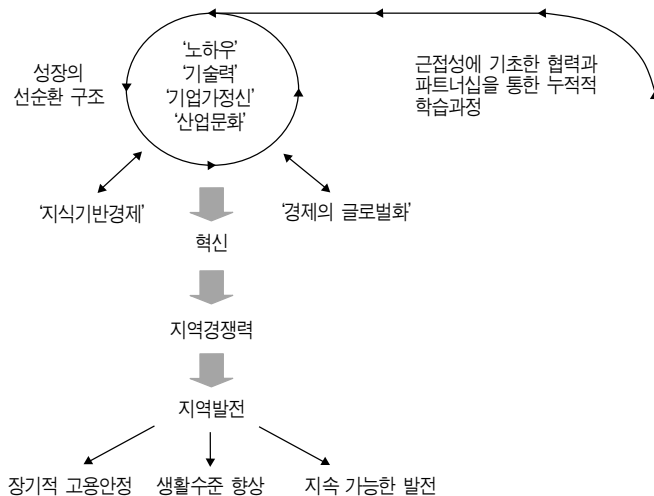 성장의
선순환 구조
‘노하우’
‘기술력’
‘기업가정신’
‘산업문화’
근접성에 기초한 협력과
파트너십을 통한 누적적
학습과정
‘지식기반경제’
‘경제의 글로벌화’
혁신
지역경쟁력
지역발전
장기적 고용안정
생활수준 향상
지속 가능한 발전